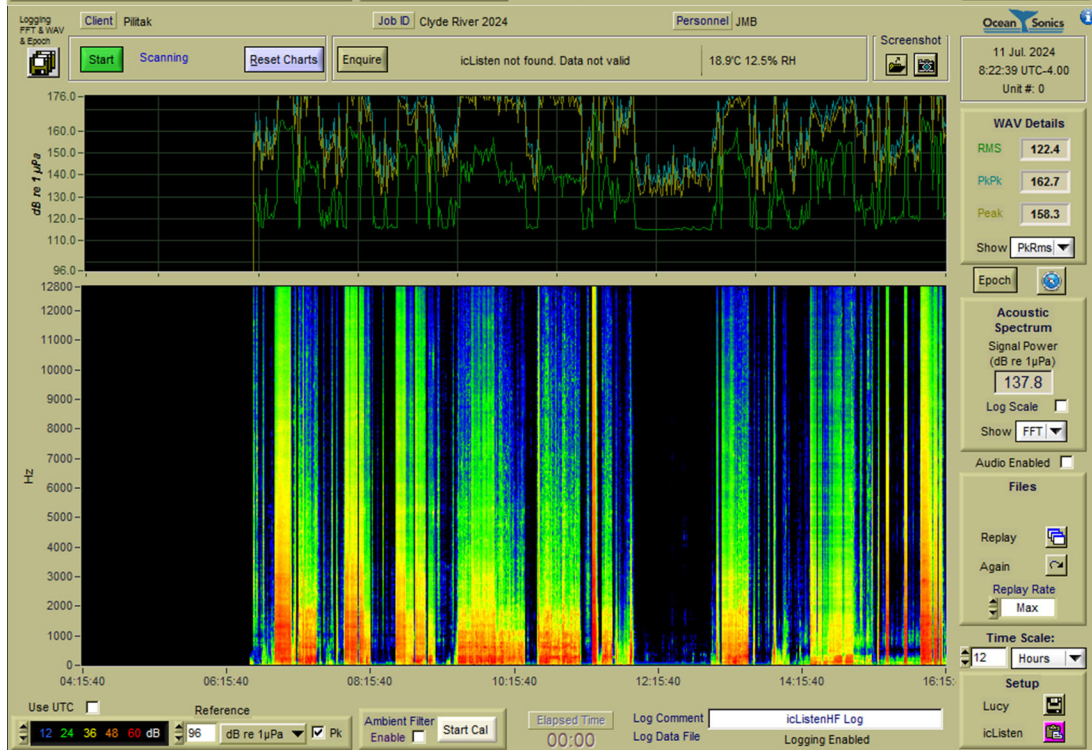 Logging
FFT & WAV
& Epoch
Client Pilitak
Job ID Clyde River 2024
Personnel JMB
Ocean Sonics
Start Scanning Reset Charts Enquire icListen not found. Data not valid 18.9'C 12.5% RH
Screenshot
11 Jul. 2024
8:22:39 UTC-4.00
Unit #: 0
176.0
160.0
150.0
140.0
130.0
120.0
110.0
96.0
dB re 1 µPa
WAV Details
RMS 122.4
PkPk 162.7
Peak 158.3
Show PkRms
Epoch
12800
12000
11000
10000
9000
8000
7000
6000
5000
4000
3000
2000
1000
0
Hz
04:15:40 06:15:40 08:15:40 10:15:40 12:15:40 14:15:40 16:15:
Acoustic
Spectrum
Signal Power
(dB re 1µPa)
137.8
Log Scale
Show FFT
Audio Enabled
Files
Replay
Again
Replay Rate
Max
Time Scale:
12 Hours
Setup
Lucy
icListen
Use UTC
12 24 36 48 60 dB
Reference
96 dB re 1µPa Pk
Ambient Filter
Enable
Start Cal
Elapsed Time
00:00
Log Comment icListenHF Log
Log Data File Logging Enabled